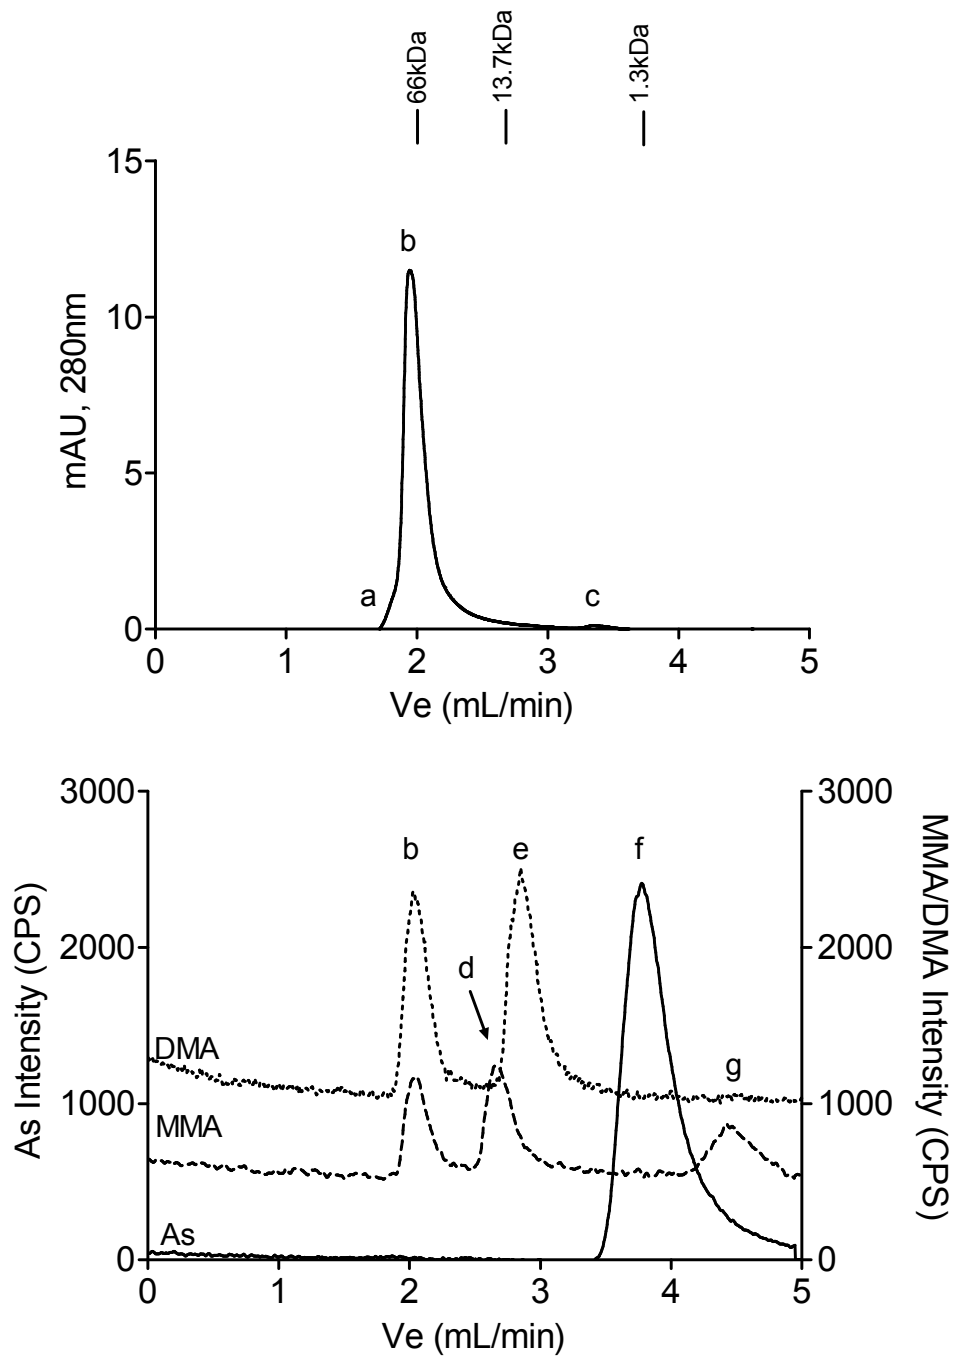 66kDa
13.7kDa
1.3kDa
15
10
5
0
mAU, 280nm
b
a
c
0 1 2 3 4 5
Ve (mL/min)
3000
2000
1000
0
As Intensity (CPS)
b
e
f
d
g
DMA
MMA
As
3000
2000
1000
0
MMA/DMA Intensity (CPS)
0 1 2 3 4 5
Ve (mL/min)